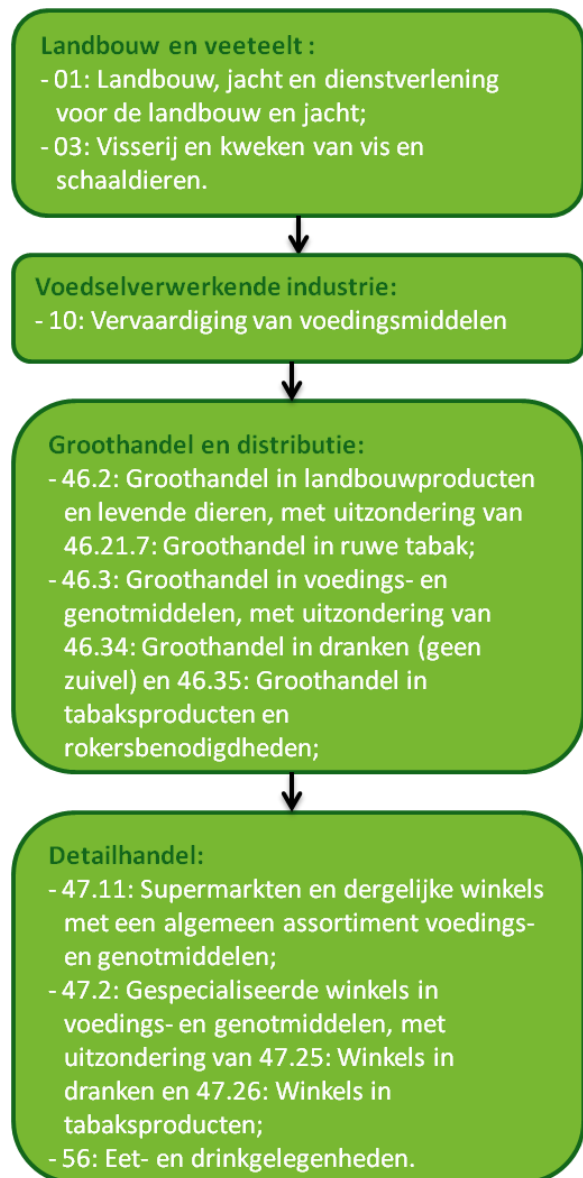 Landbouw en veeteelt :
- 01: Landbouw, jacht en dienstverlening
voor de landbouw en jacht;
- 03: Visserij en kweken van vis en
schaaldieren.
Voedselverwerkende industrie:
- 10: Vervaardiging van voedingsmiddelen
Groothandel en distributie:
- 46.2: Groothandel in landbouwproducten
en levende dieren, met uitzondering van
46.21.7: Groothandel in ruwe tabak;
- 46.3: Groothandel in voedings- en
genotmiddelen, met uitzondering van
46.34: Groothandel in dranken (geen
zuivel) en 46.35: Groothandel in
tabaksproducten en
rokersbenodigdheden;
Detailhandel:
- 47.11: Supermarkten en dergelijke winkels
met een algemeen assortiment voedings-
en genotmiddelen;
- 47.2: Gespecialiseerde winkels in
voedings- en genotmiddelen, met
uitzondering van 47.25: Winkels in
dranken en 47.26: Winkels in
tabaksproducten;
- 56: Eet- en drinkgelegenheden.